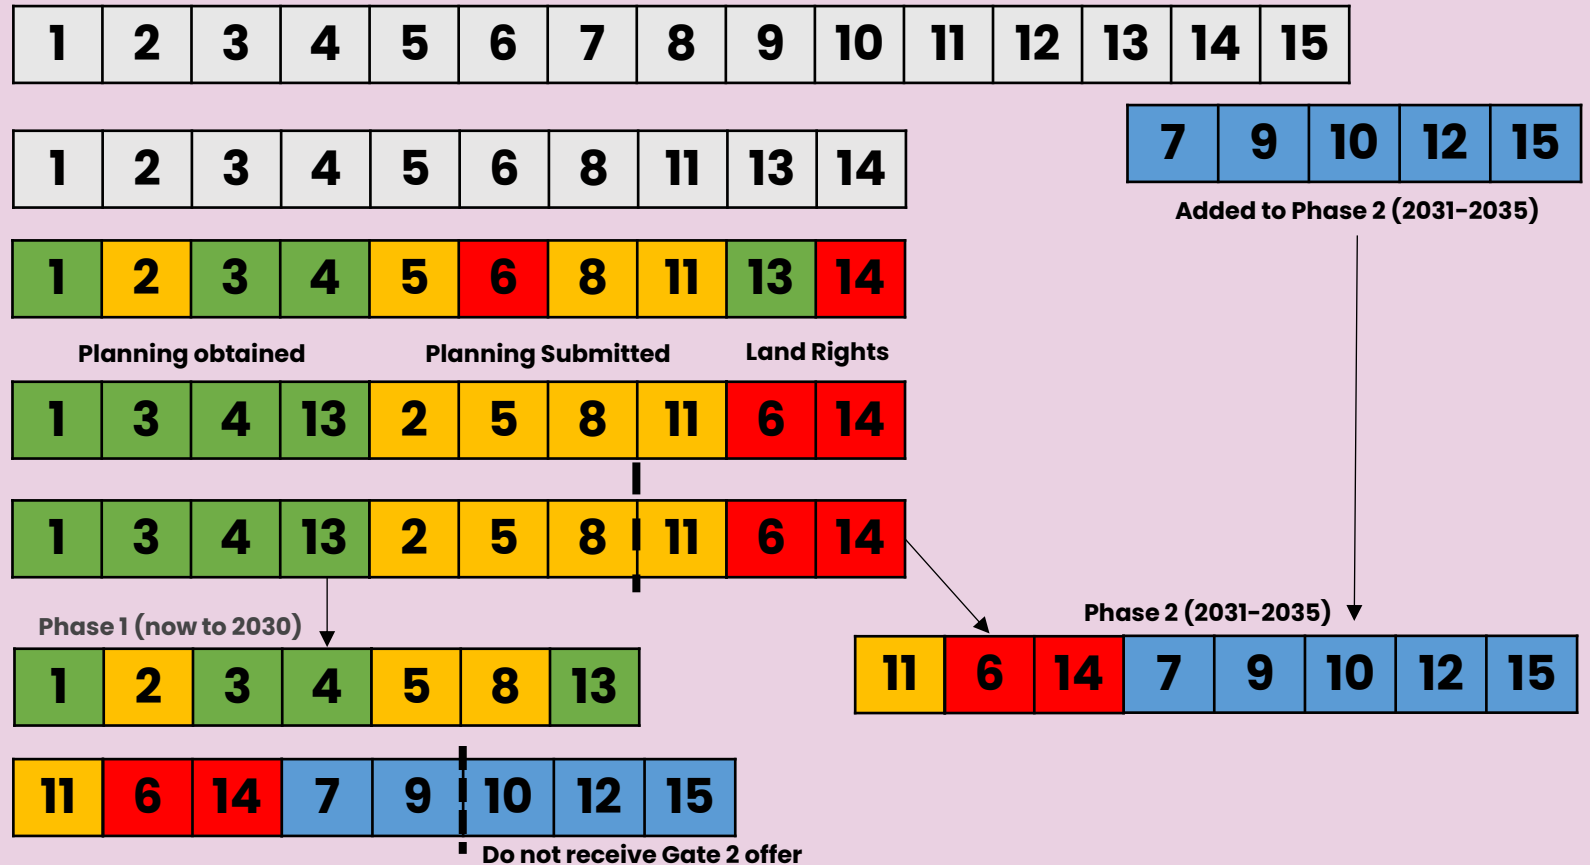 1 2 3 4 5 6 7 8 9 10 11 12 13 14 15
7 9 10 12 15
1 2 3 4 5 6 8 11 13 14
Added to Phase 2 (2031-2035)
1 2 3 4 5 6 8 11 13 14
Planning obtained Planning Submitted Land Rights
1 3 4 13 2 5 8 11 6 14
1 3 4 13 2 5 8 11 6 14
Phase 1 (now to 2030)
Phase 2 (2031-2035)
1 2 3 4 5 8 13
11 6 14 7 9 10 12 15
11 6 14 7 9 10 12 15
Do not receive Gate 2 offer